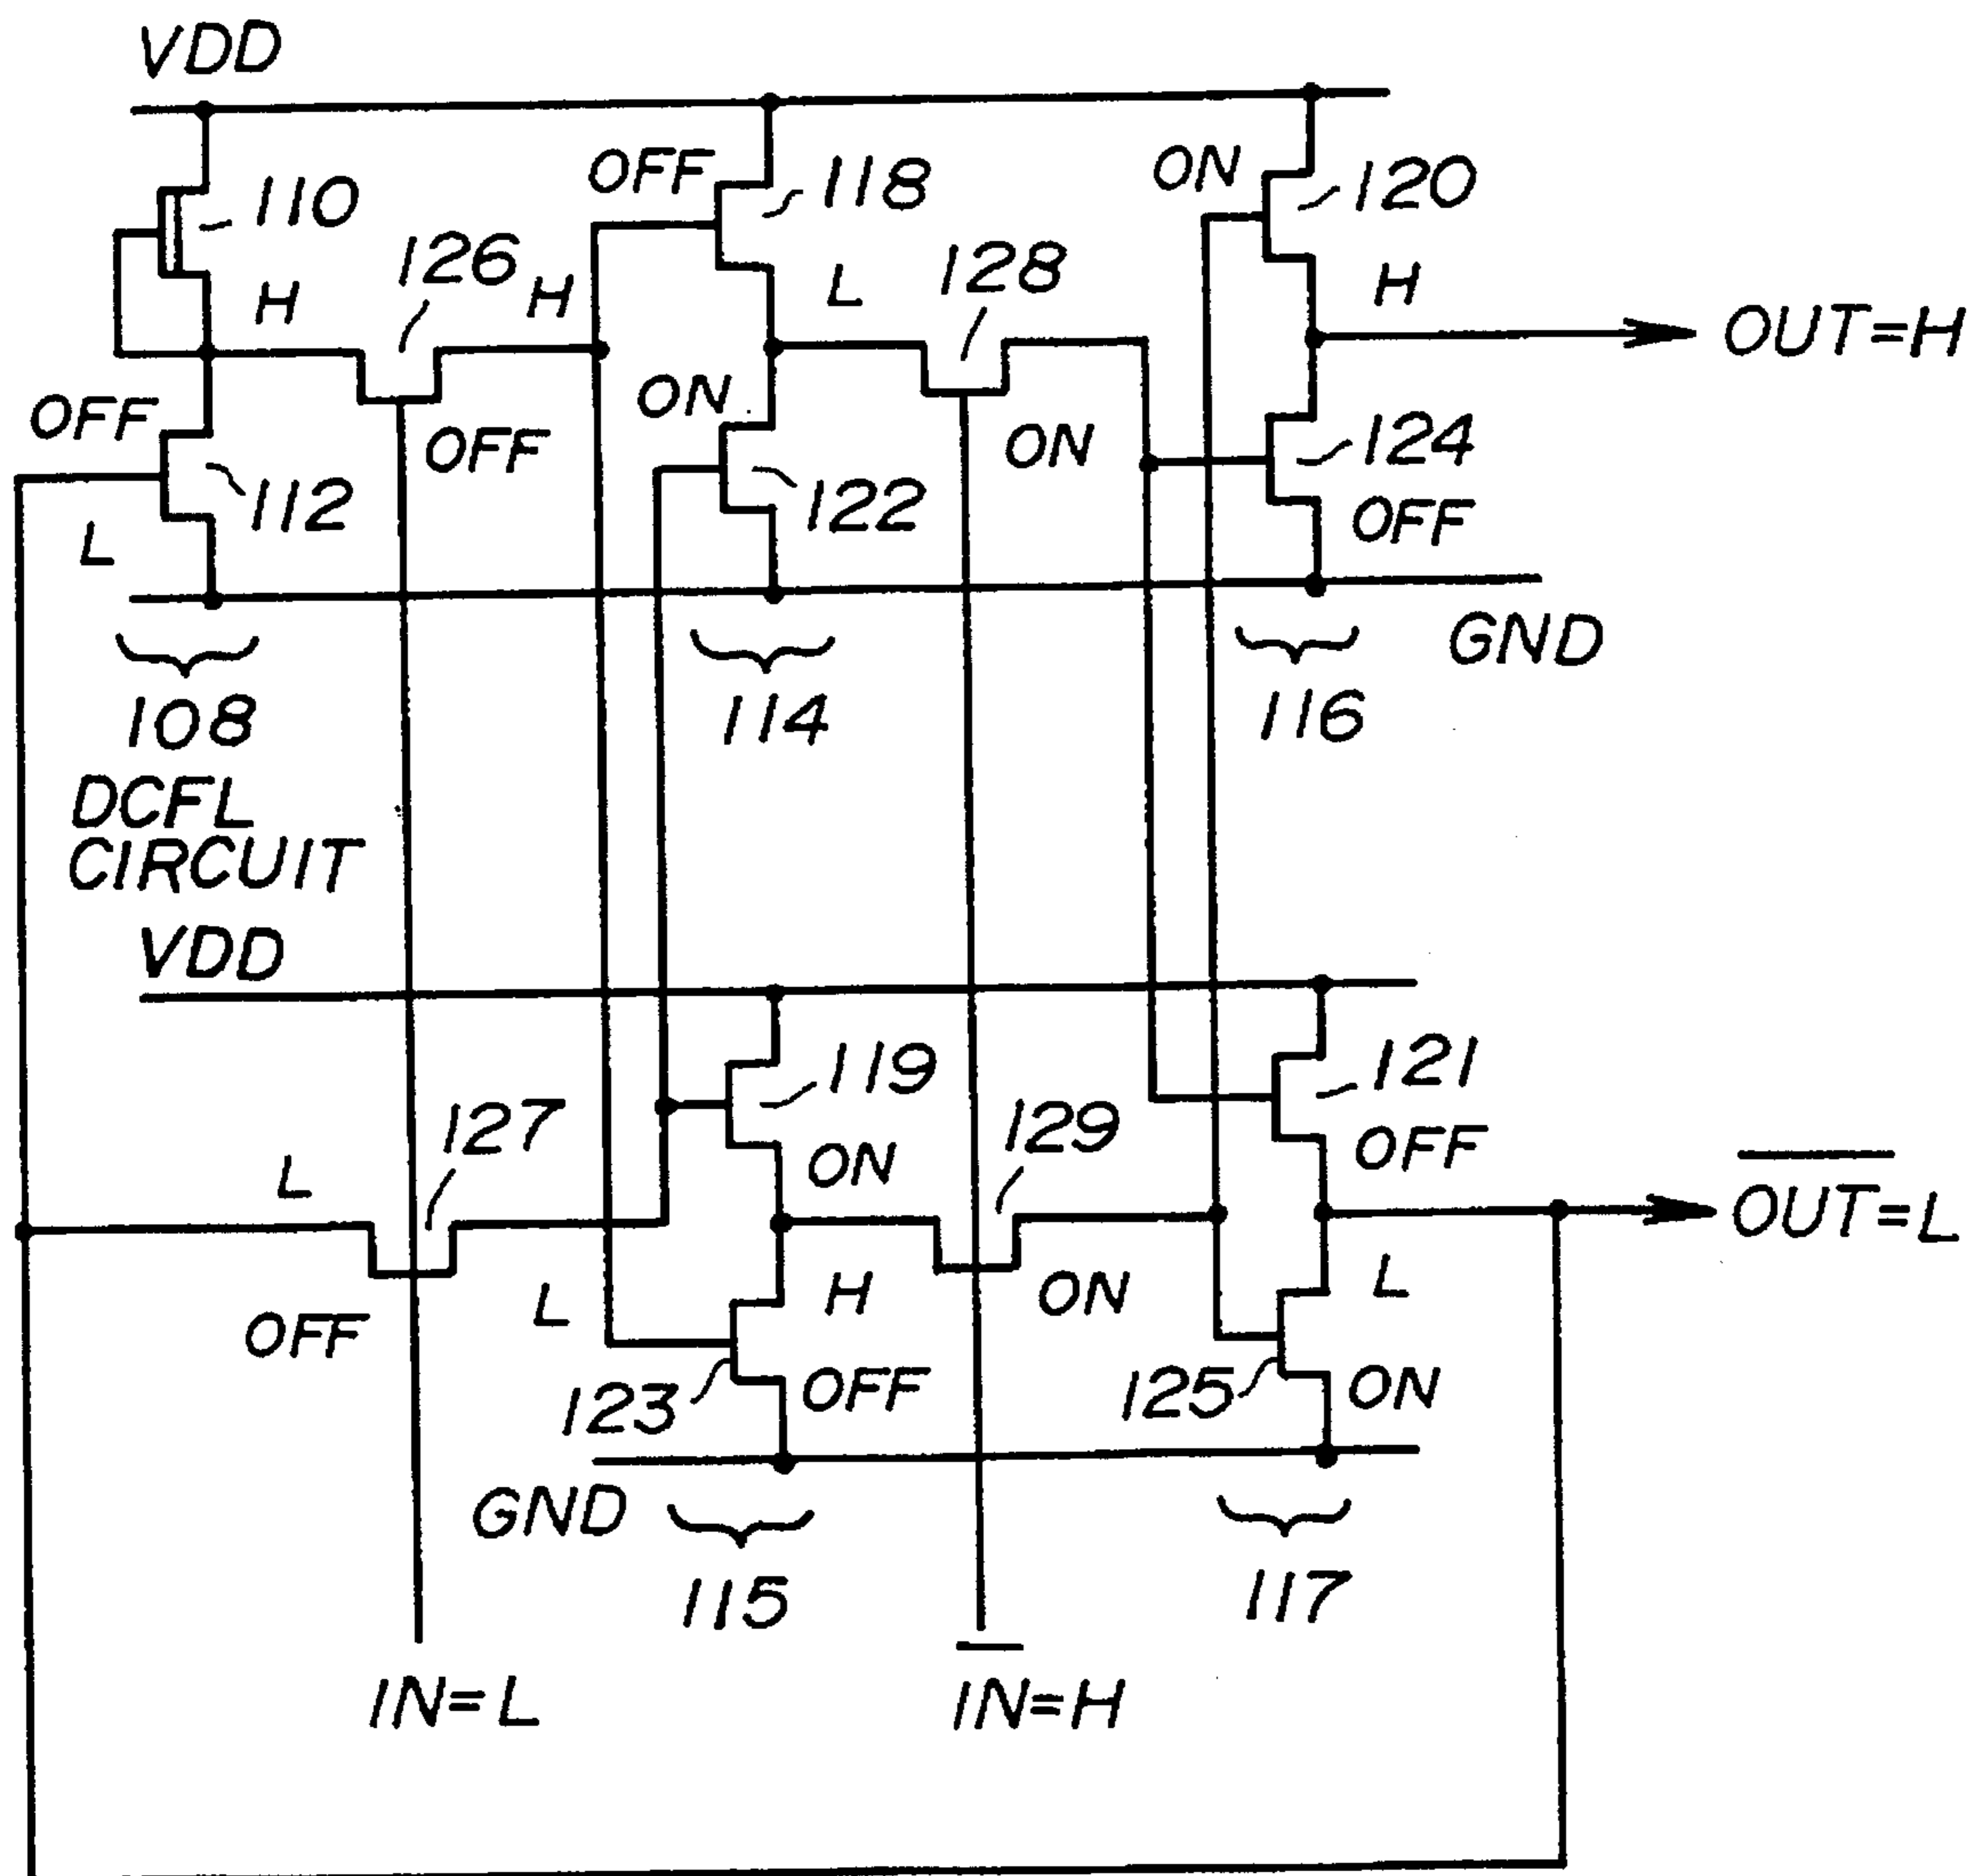 VDD
OFF
118
ON
120
110
126
H
H
L
128
H
OUT=H
OFF
OFF
ON
ON
124
112
122
OFF
L
GND
108
114
116
DCFL
CIRCUIT
VDD
119
121
127
129
L
ON
OFF
OUT=L
OFF
L
H
ON
L
123
OFF
125
ON
GND
115
117
IN=L
IN=H